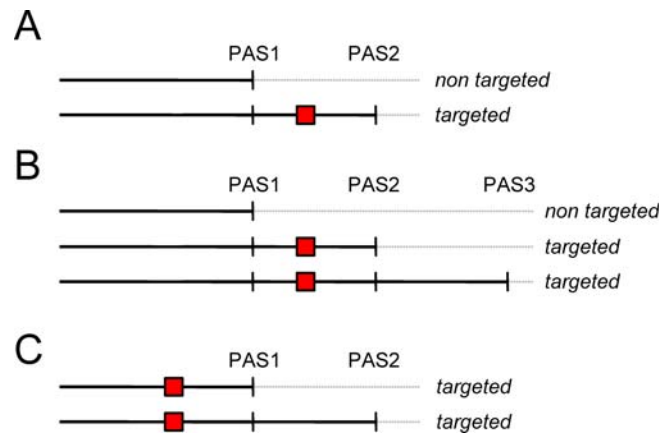 A
PAS1 PAS2
non targeted
targeted
B
PAS1 PAS2 PAS3
non targeted
targeted
targeted
C
PAS1 PAS2
targeted
targeted